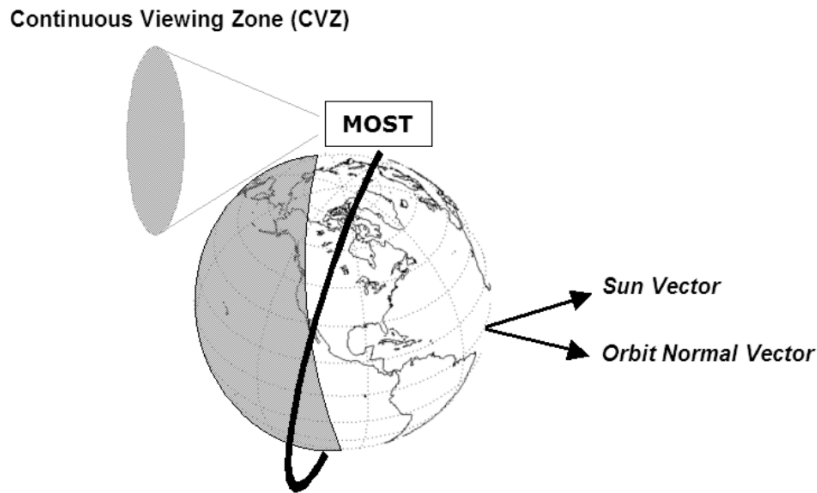 Continuous Viewing Zone (CVZ)
MOST
Sun Vector
Orbit Normal Vector